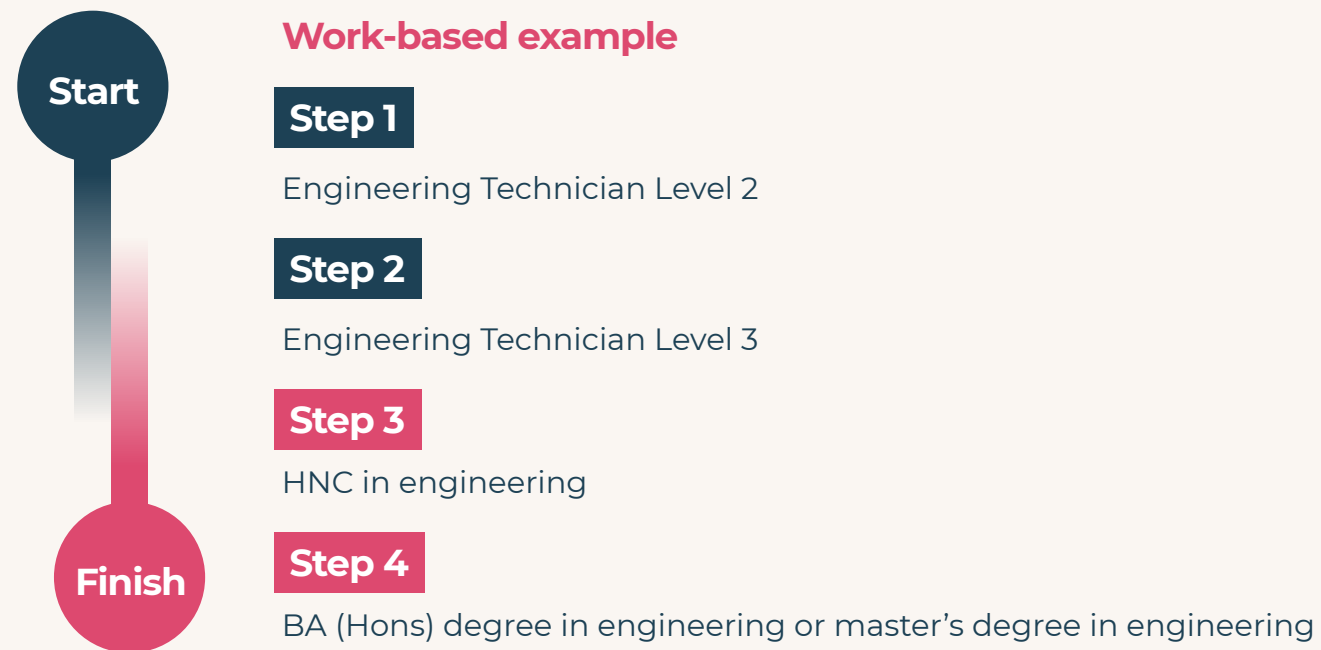 Start
Work-based example
Step 1
Engineering Technician Level 2
Step 2
Engineering Technician Level 3
Step 3
HNC in engineering
Step 4
Finish
BA (Hons) degree in engineering or master’s degree in engineering